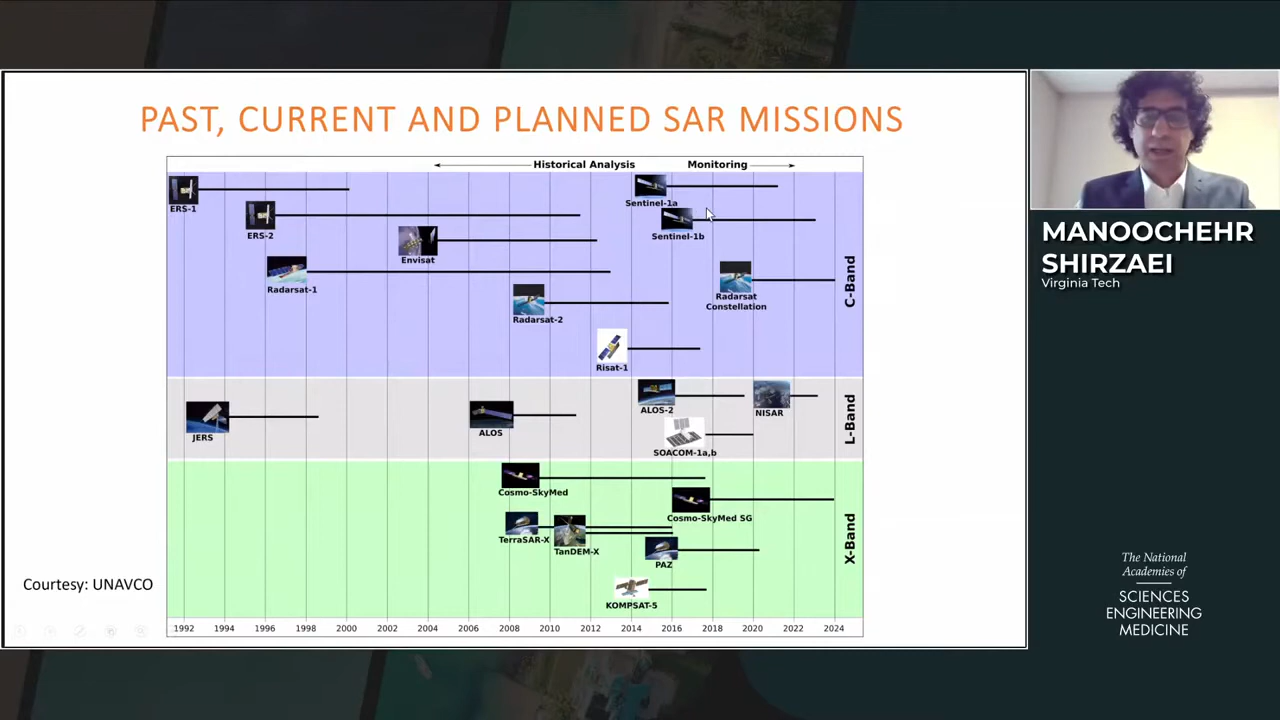 PAST, CURRENT AND PLANNED SAR MISSIONS
Historical Analysis
Monitoring
ERS-1
Sentinel-1a
ERS-2
Sentinel-1b
Envisat
Radarsat-1
Radarsat
Constellation
Radarsat-2
Risat-1
C-Band
ALOS-2
NISAR
JERS
ALOS
SOACOM-1a,b
L-Band
Cosmo-SkyMed
Cosmo-SkyMed SG
TerraSAR-X
TanDEM-X
PAZ
KOMPSAT-5
X-Band
1992 1994 1996 1998 2000 2002 2004 2006 2008 2010 2012 2014 2016 2018 2020 2022 2024
Courtesy: UNAVCO
MANOOCHEHR
SHIRZAEI
Virginia Tech
The National
Academies of
SCIENCES
ENGINEERING
MEDICINE